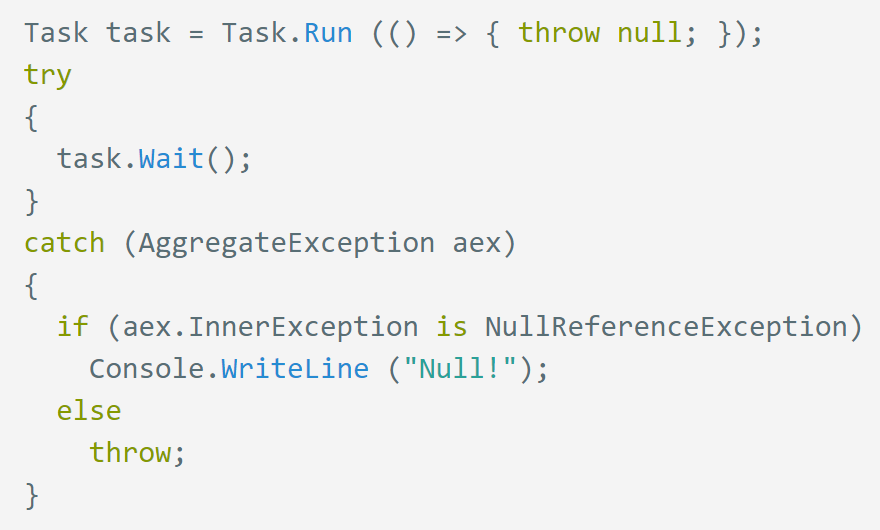 Task task = Task.Run (() => { throw null; });
try
{
  task.Wait();
}
catch (AggregateException aex)
{
  if (aex.InnerException is NullReferenceException)
    Console.WriteLine ("Null!");
  else
    throw;
}